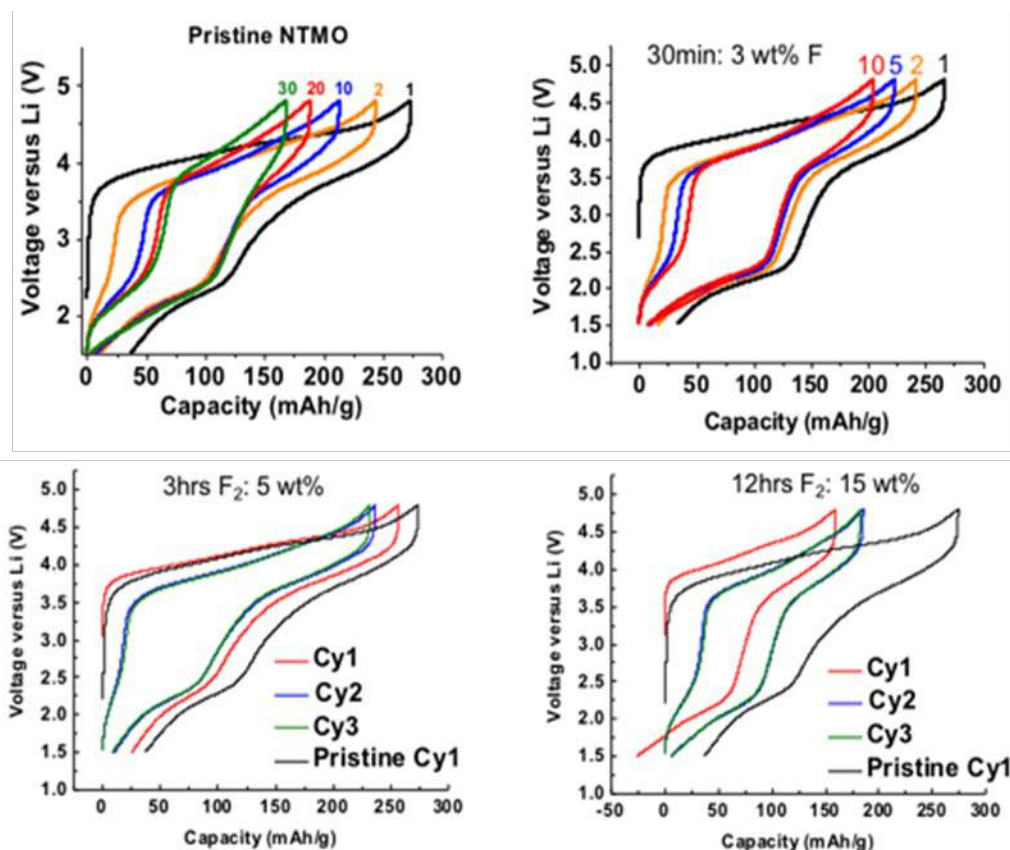 Pristine NTMO
30 20 10 2 1
5
4
3
2
Voltage versus Li (V)
0 50 100 150 200 250 300
Capacity (mAh/g)
30min: 3 wt% F
10 5 2 1
5.0
4.5
4.0
3.5
3.0
2.5
2.0
1.5
1.0
Voltage versus Li (V)
0 50 100 150 200 250 300
Capacity (mAh/g)
3hrs F₂: 5 wt%
5.0
4.5
4.0
3.5
3.0
2.5
2.0
1.5
1.0
Voltage versus Li (V)
Cy1
Cy2
Cy3
Pristine Cy1
0 50 100 150 200 250 300
Capacity (mAh/g)
12hrs F₂: 15 wt%
5.0
4.5
4.0
3.5
3.0
2.5
2.0
1.5
1.0
Voltage versus Li (V)
Cy1
Cy2
Cy3
Pristine Cy1
-50 0 50 100 150 200 250 300
Capacity (mAh/g)